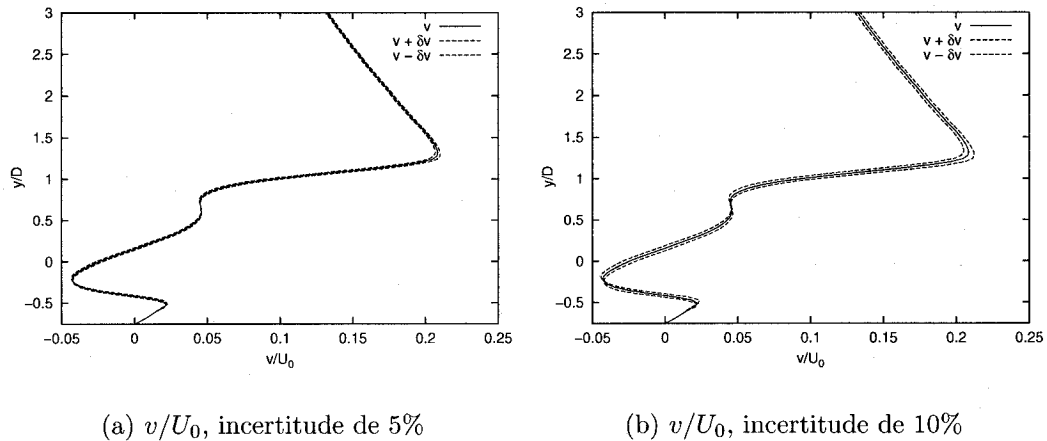 3
2.5
2
1.5
1
0.5
0
−0.5
y/D
v
v + δv
v − δv
−0.05 0 0.05 0.1 0.15 0.2 0.25
v/U₀
(a) v/U₀, incertitude de 5%
3
2.5
2
1.5
1
0.5
0
−0.5
y/D
v
v + δv
v − δv
−0.05 0 0.05 0.1 0.15 0.2 0.25
v/U₀
(b) v/U₀, incertitude de 10%